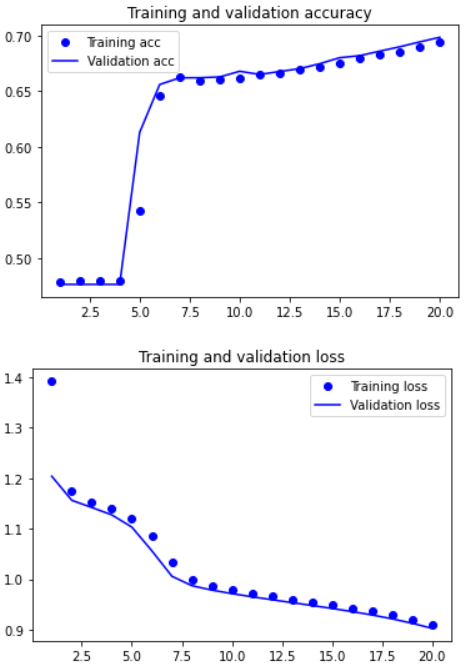 Training and validation accuracy
0.70
0.65
0.60
0.55
0.50
Training acc
Validation acc
2.5 5.0 7.5 10.0 12.5 15.0 17.5 20.0
Training and validation loss
1.4
1.3
1.2
1.1
1.0
0.9
Training loss
Validation loss
2.5 5.0 7.5 10.0 12.5 15.0 17.5 20.0